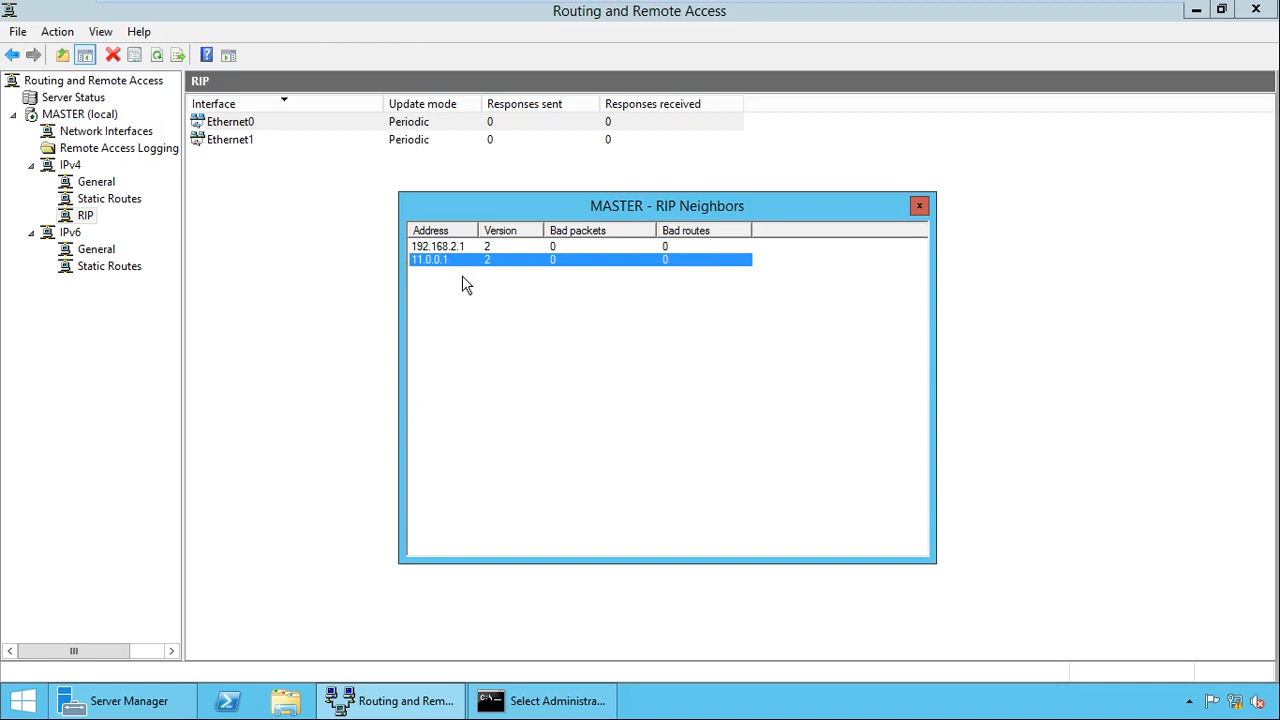 Routing and Remote Access
File Action View Help
Routing and Remote Access
Server Status
MASTER (local)
Network Interfaces
Remote Access Logging
IPv4
General
Static Routes
RIP
IPv6
General
Static Routes
RIP
Interface Update mode Responses sent Responses received
Ethernet0 Periodic 0 0
Ethernet1 Periodic 0 0
MASTER - RIP Neighbors
Address Version Bad packets Bad routes
192.168.2.1 2 0 0
11.0.0.1 2 0 0
Server Manager Routing and Rem... Select Administra...